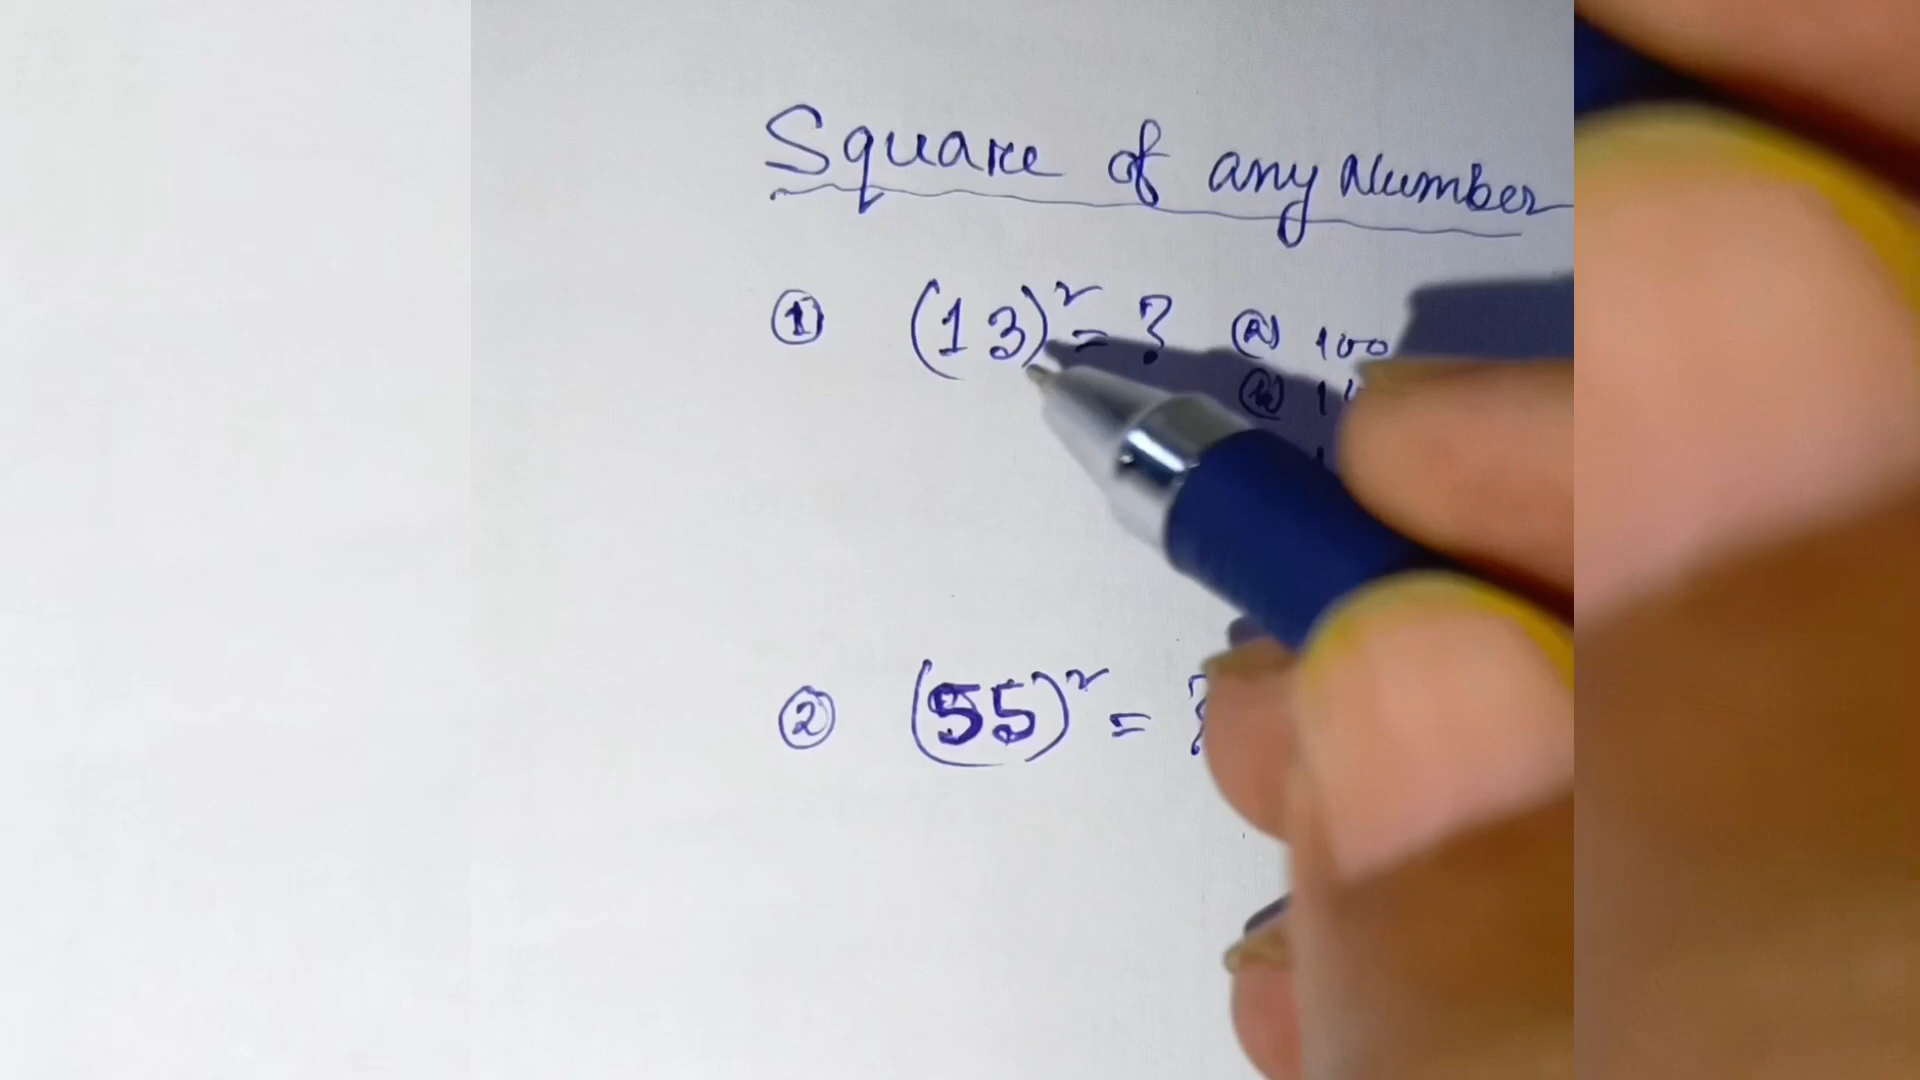 Square of any Number
① (13)² = ? ⓐ 100
ⓑ
② (55)² = ?